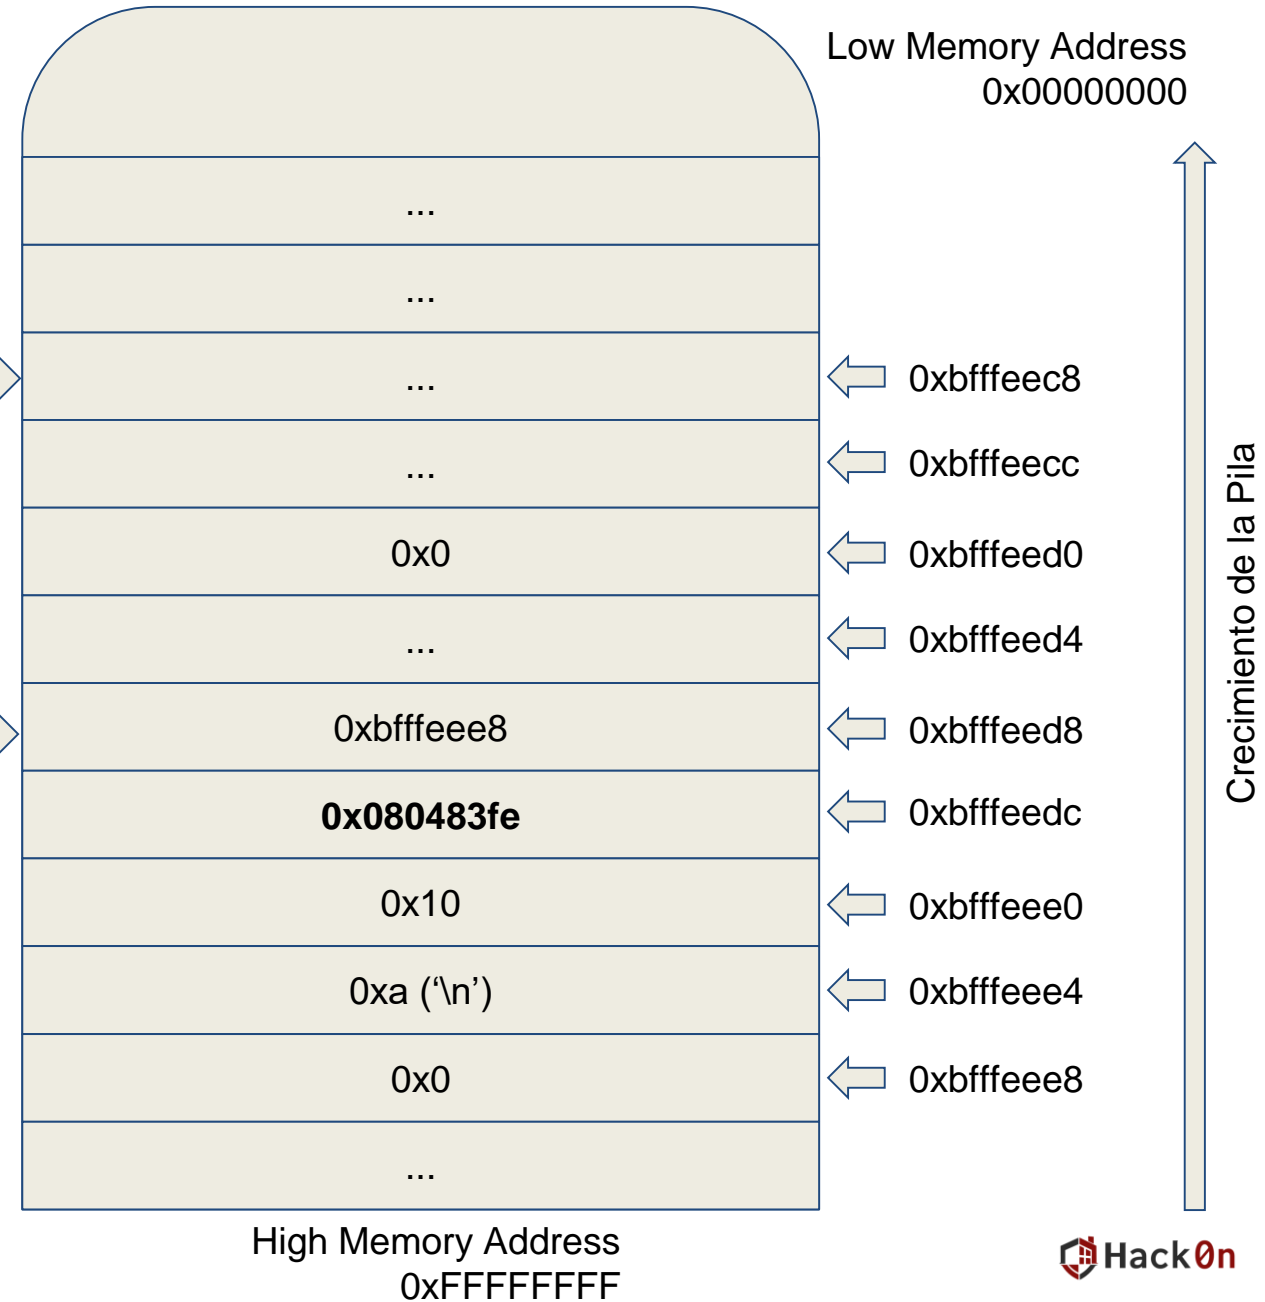 Low Memory Address
0x00000000
...
...
... 0xbfffeec8
... 0xbfffeecc
0x0 0xbfffeed0
... 0xbfffeed4
0xbfffeee8 0xbfffeed8
0x080483fe 0xbfffeedc
0x10 0xbfffeee0
0xa (‘\n’) 0xbfffeee4
0x0 0xbfffeee8
...
Crecimiento de la Pila
High Memory Address
0xFFFFFFFF
Hack0n